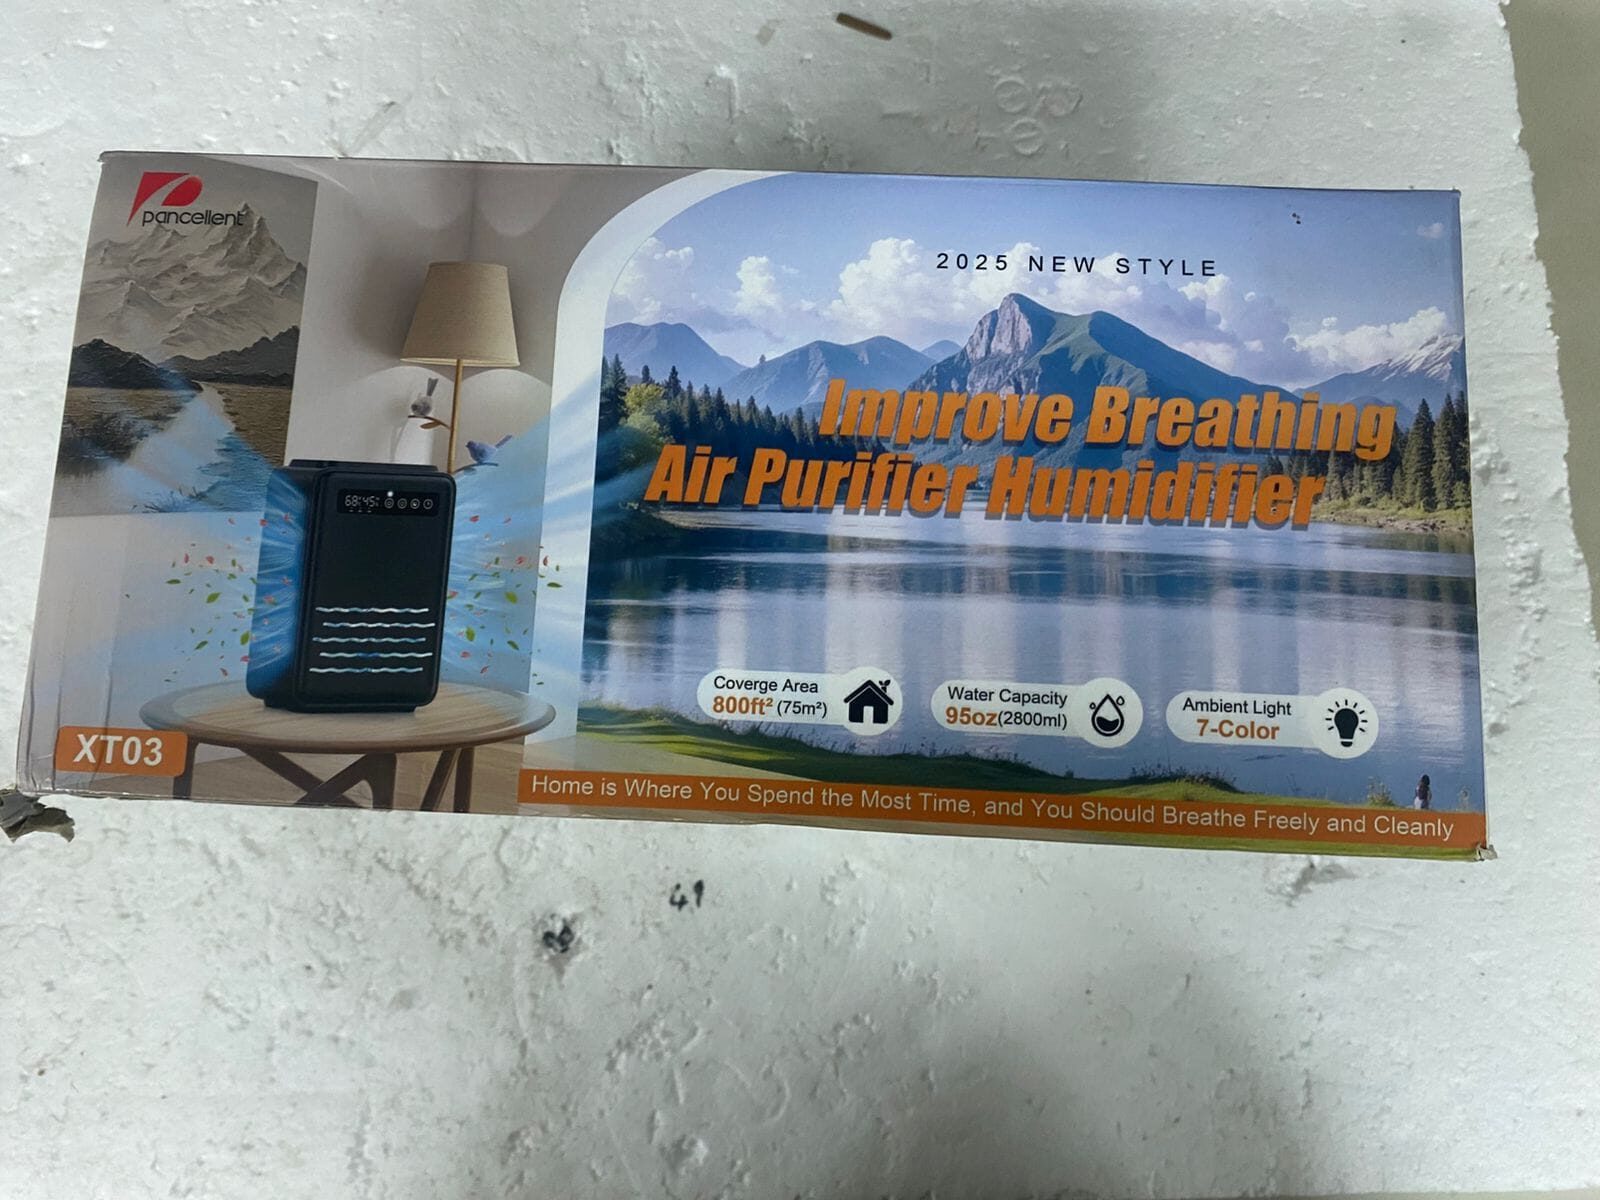 pancellent
2025 NEW STYLE
Improve Breathing
Air Purifier Humidifier
68 45
Coverge Area
800ft² (75m²)
Water Capacity
95oz(2800ml)
Ambient Light
7-Color
XT03
Home is Where You Spend the Most Time, and You Should Breathe Freely and Cleanly